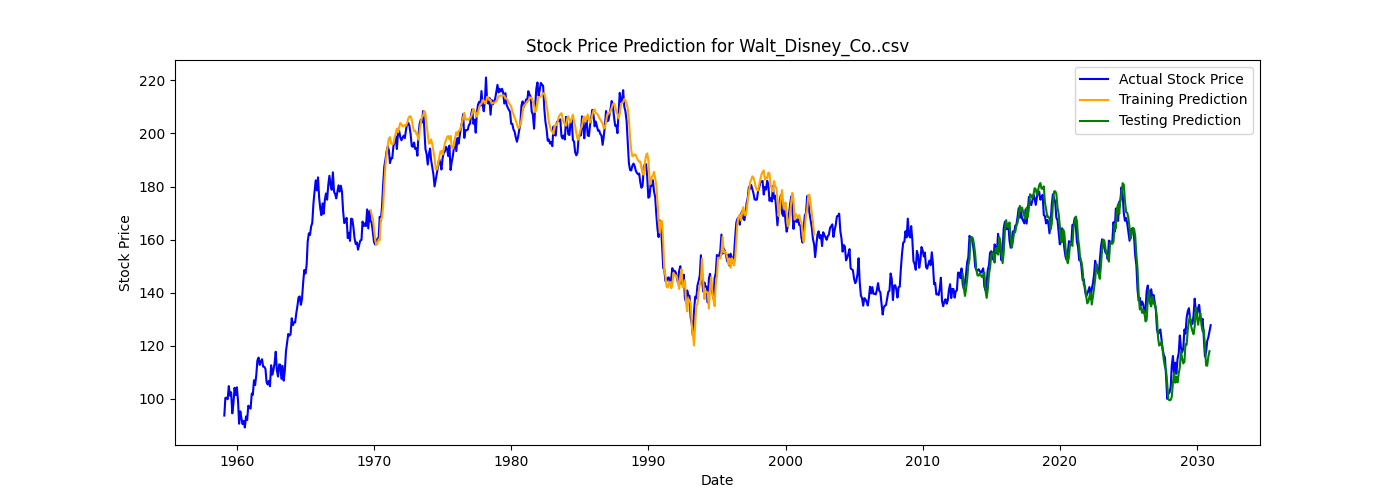 Stock Price Prediction for Walt_Disney_Co..csv
Actual Stock Price
Training Prediction
Testing Prediction
Stock Price
220
200
180
160
140
120
100
1960 1970 1980 1990 2000 2010 2020 2030
Date